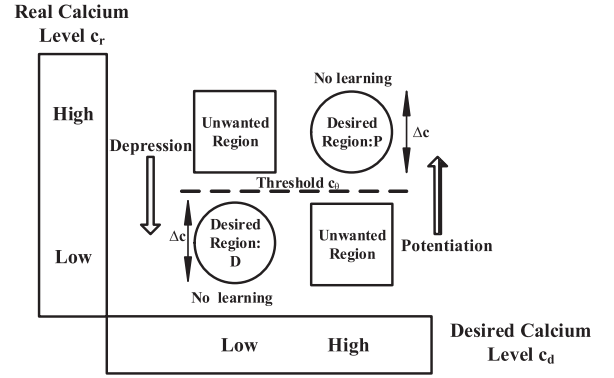 Real Calcium
Level cr
High
Low
Depression
Unwanted
Region
No learning
Desired
Region:P
Δc
Threshold cθ
Δc
Desired
Region:
D
No learning
Unwanted
Region
Potentiation
Low
High
Desired Calcium
Level cd